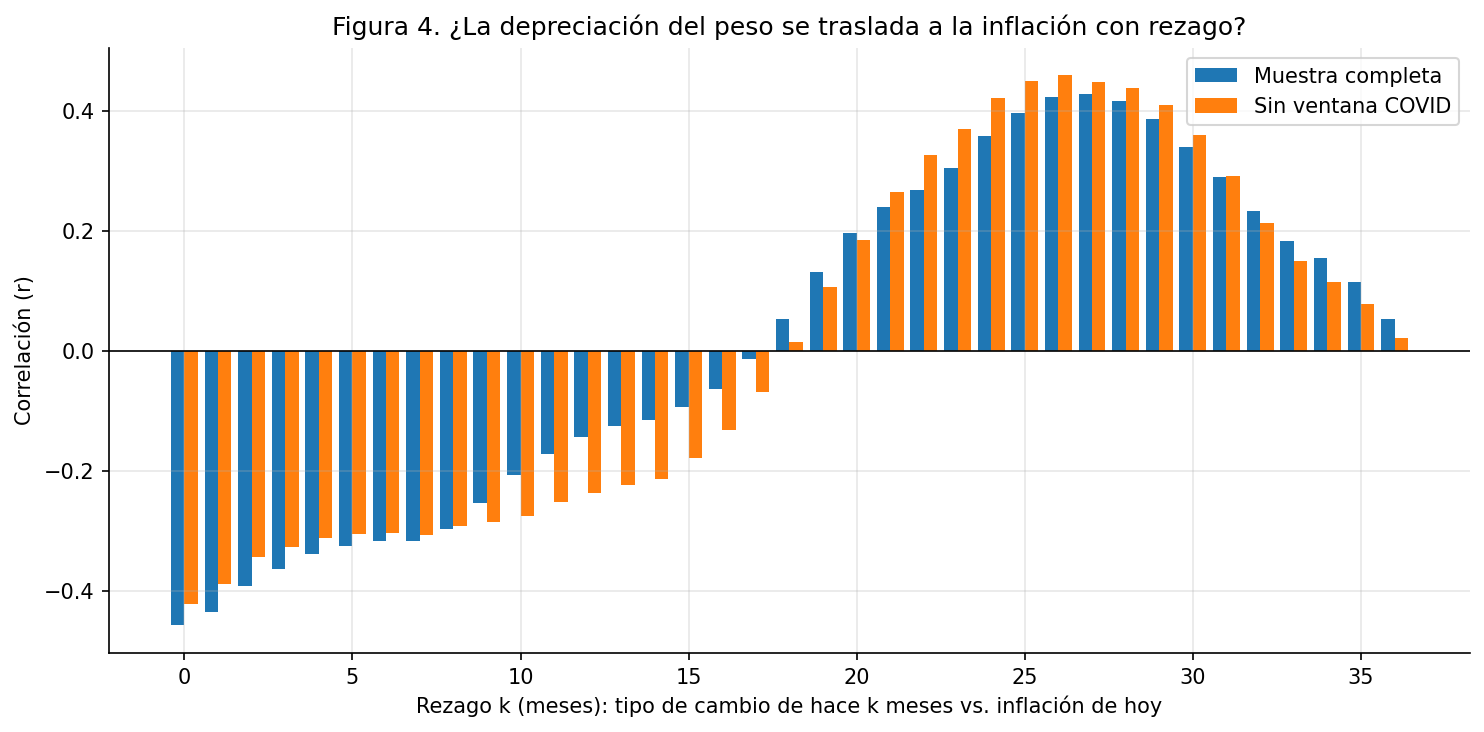 Figura 4. ¿La depreciación del peso se traslada a la inflación con rezago?
Muestra completa
Sin ventana COVID
Correlación (r)
0.4
0.2
0.0
−0.2
−0.4
0 5 10 15 20 25 30 35
Rezago k (meses): tipo de cambio de hace k meses vs. inflación de hoy